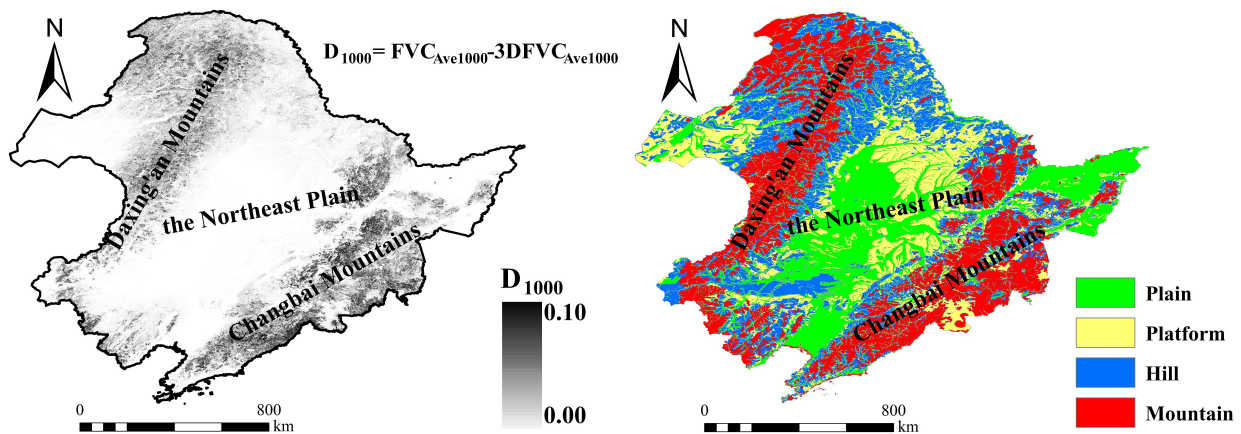 N
D1000= FVCAve1000-3DFVCAve1000
Daxing'an Mountains
the Northeast Plain
Changbai Mountains
D1000
0.10
0.00
0 800
km
N
Daxing'an Mountains
the Northeast Plain
Changbai Mountains
Plain
Platform
Hill
Mountain
0 800
km